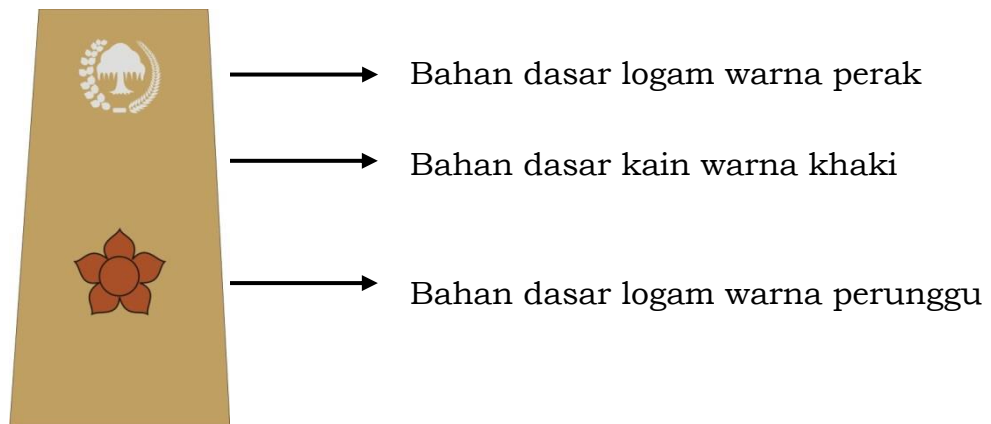 Bahan dasar logam warna perak
Bahan dasar kain warna khaki
Bahan dasar logam warna perunggu